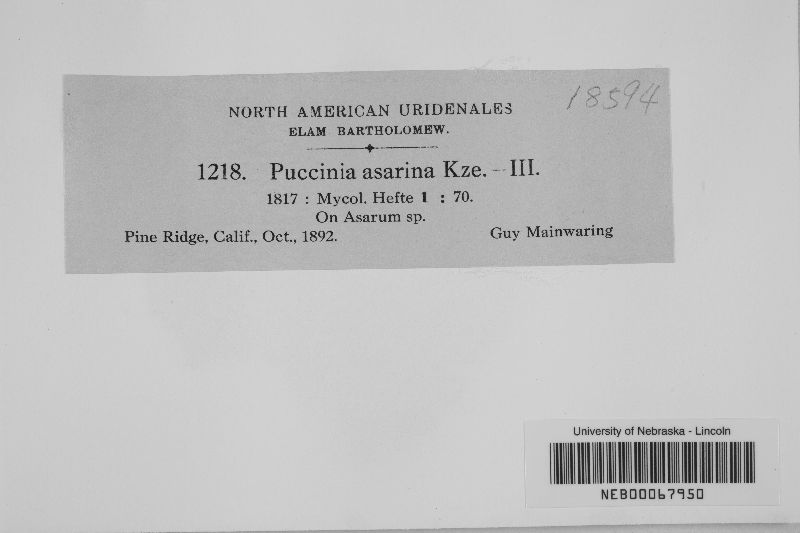 18594
NORTH AMERICAN URIDENALES
ELAM BARTHOLOMEW.
1218. Puccinia asarina Kze. - III.
1817 : Mycol. Hefte 1 : 70.
On Asarum sp.
Pine Ridge, Calif., Oct., 1892. Guy Mainwaring
University of Nebraska - Lincoln
NEB00067950